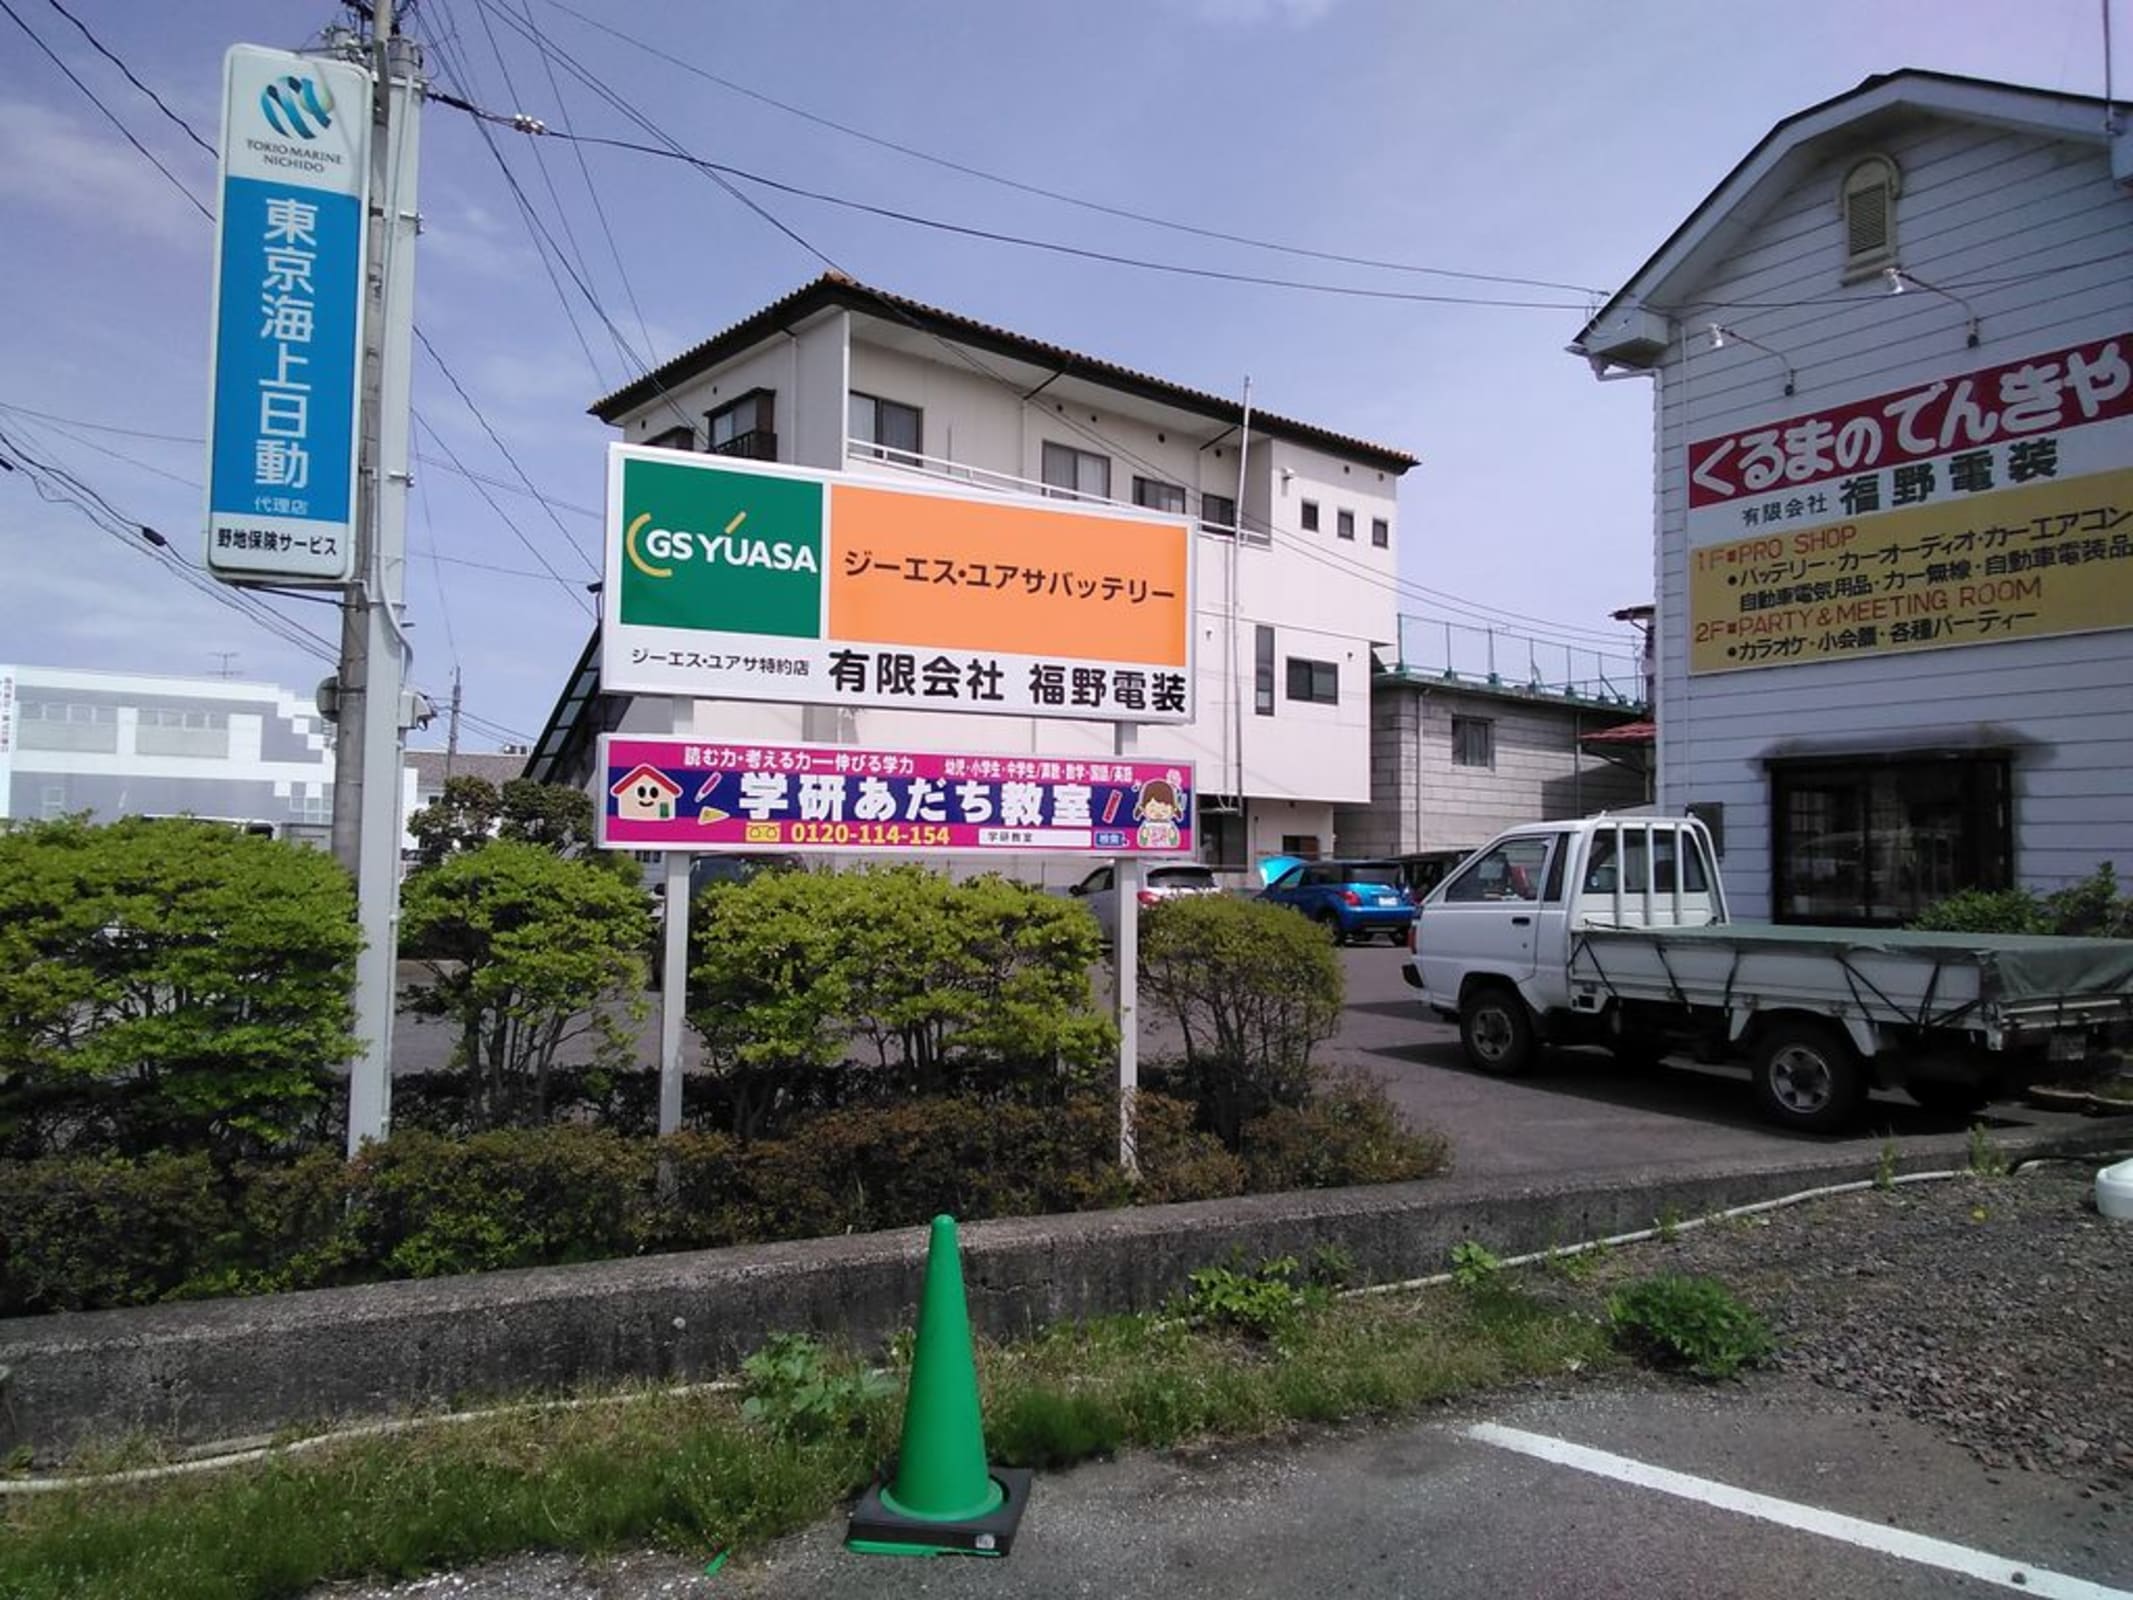 TOKIO MARINE
NICHIDO
東京海上日動
代理店
野地保険サービス
GS YUASA
ジーエス・ユアサバッテリー
ジーエス・ユアサ特約店 有限会社 福野電装
読む力・考える力―伸びる学力 幼児・小学生・中学生/算数・数学・国語/英語
学研あだち教室
0120-114-154 学研教室 検索
くるまのでんきや
有限会社 福野電装
1F PRO SHOP
●バッテリー・カーオーディオ・カーエアコン
自動車電気用品・カー無線・自動車電装品
2F PARTY & MEETING ROOM
●カラオケ・小会議・各種パーティー